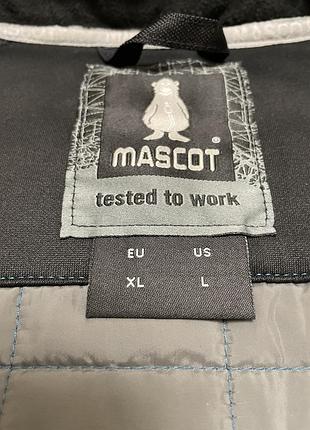 MASCOT®
tested to work
EU US
XL L